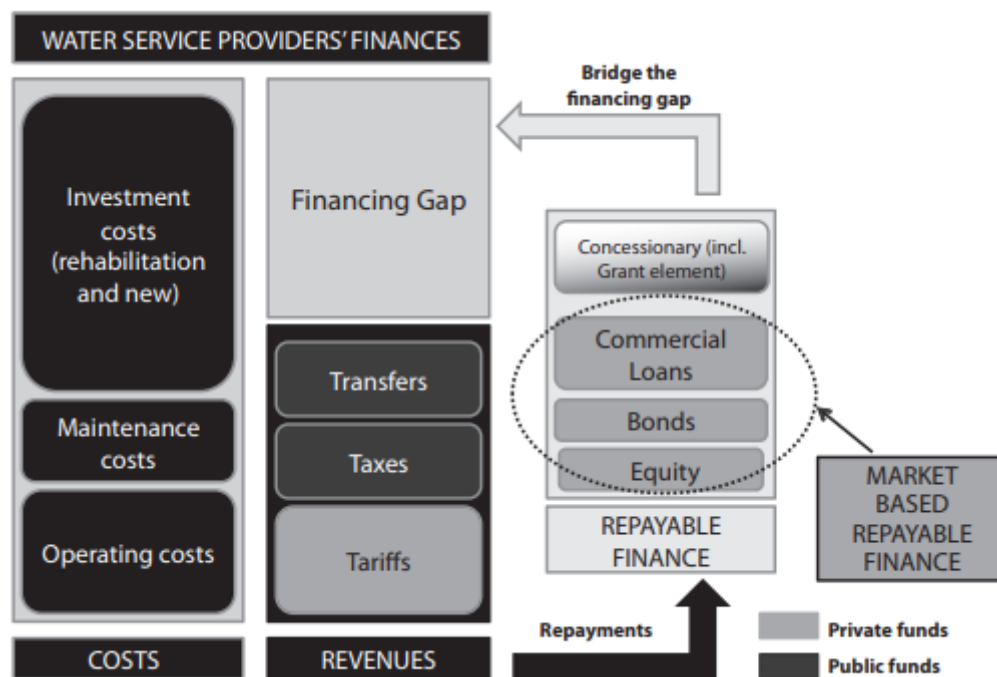 WATER SERVICE PROVIDERS' FINANCES
Bridge the
financing gap
Investment
costs
(rehabilitation
and new)
Maintenance
costs
Operating costs
COSTS
Financing Gap
Transfers
Taxes
Tariffs
REVENUES
Concessionary (incl.
Grant element)
Commercial
Loans
Bonds
Equity
REPAYABLE
FINANCE
MARKET
BASED
REPAYABLE
FINANCE
Repayments
Private funds
Public funds